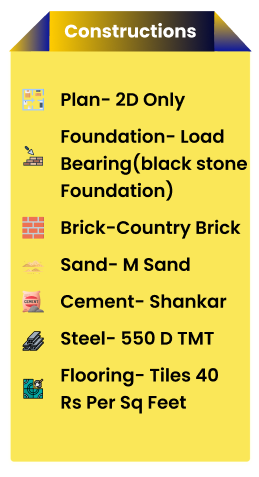 Constructions
Plan- 2D Only
Foundation- Load
Bearing(black stone
Foundation)
Brick-Country Brick
Sand- M Sand
Cement- Shankar
Steel- 550 D TMT
Flooring- Tiles 40
Rs Per Sq Feet